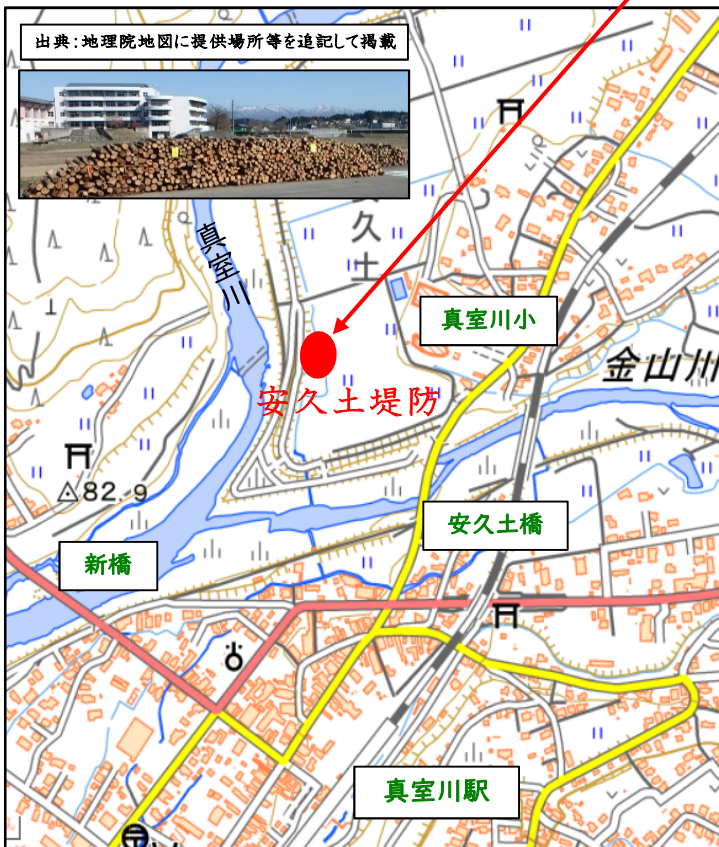 出典:地理院地図に提供場所等を追記して掲載
真室川
安久土
真室川小
金山川
安久土堤防
82.9
安久土橋
新橋
真室川駅